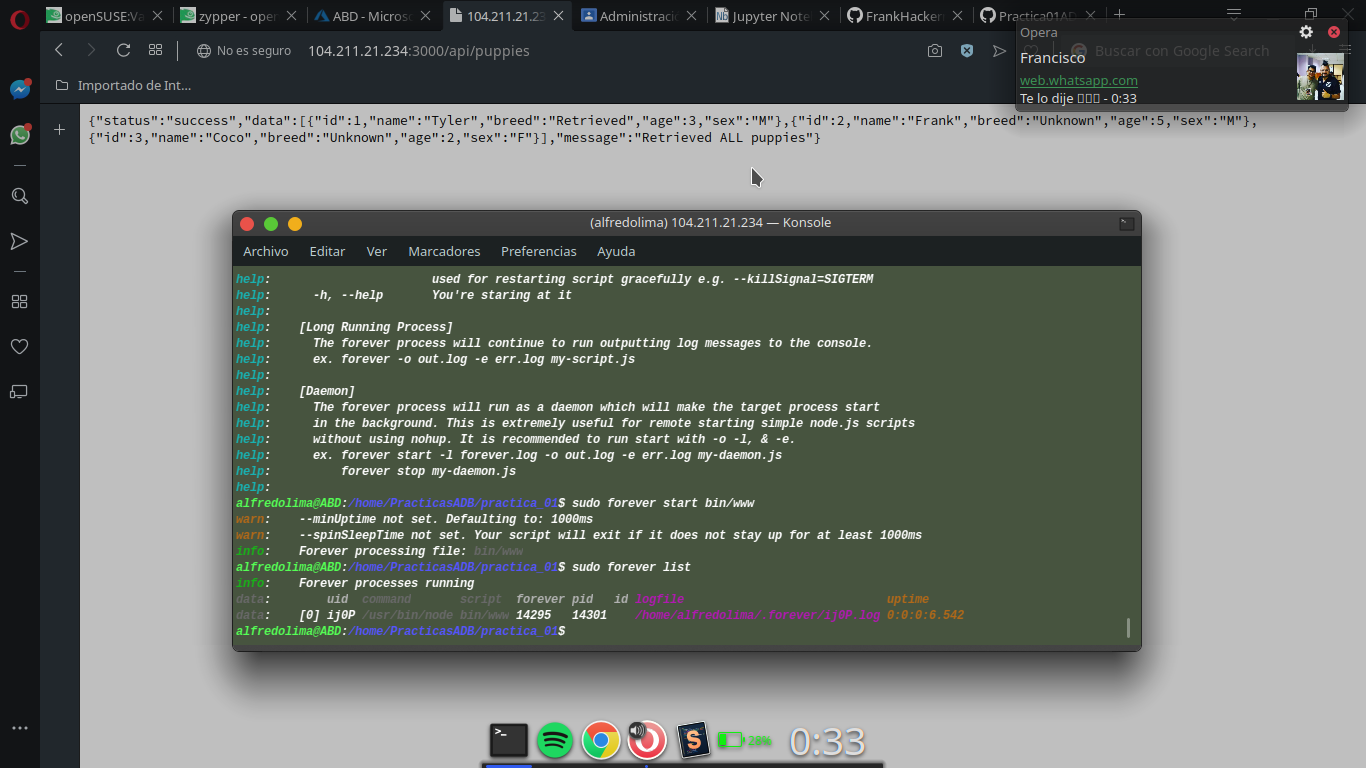 openSUSE:Va
zypper - oper
ABD - Micros
104.211.21.23
Administraci
Jupyter Note
FrankHacker
Practica01AD
No es seguro
104.211.21.234:3000/api/puppies
Buscar con Google Search
Importado de Int...
Opera
Francisco
web.whatsapp.com
Te lo dije - 0:33
{"status":"success","data":[{"id":1,"name":"Tyler","breed":"Retrieved","age":3,"sex":"M"},{"id":2,"name":"Frank","breed":"Unknown","age":5,"sex":"M"},
{"id":3,"name":"Coco","breed":"Unknown","age":2,"sex":"F"}],"message":"Retrieved ALL puppies"}
(alfredolima) 104.211.21.234 — Konsole
Archivo Editar Ver Marcadores Preferencias Ayuda
help: used for restarting script gracefully e.g. --killSignal=SIGTERM
help: -h, --help You're staring at it
help:
help: [Long Running Process]
help: The forever process will continue to run outputting log messages to the console.
help: ex. forever -o out.log -e err.log my-script.js
help:
help: [Daemon]
help: The forever process will run as a daemon which will make the target process start
help: in the background. This is extremely useful for remote starting simple node.js scripts
help: without using nohup. It is recommended to run start with -o -l, & -e.
help: ex. forever start -l forever.log -o out.log -e err.log my-daemon.js
help: forever stop my-daemon.js
help:
alfredolima@ABD:/home/PracticasADB/practica_01$ sudo forever start bin/www
warn: --minUptime not set. Defaulting to: 1000ms
warn: --spinSleepTime not set. Your script will exit if it does not stay up for at least 1000ms
info: Forever processing file: bin/www
alfredolima@ABD:/home/PracticasADB/practica_01$ sudo forever list
info: Forever processes running
data: uid command script forever pid id logfile uptime
data: [0] ij0P /usr/bin/node bin/www 14295 14301 /home/alfredolima/.forever/ij0P.log 0:0:0:6.542
alfredolima@ABD:/home/PracticasADB/practica_01$
28%
0:33